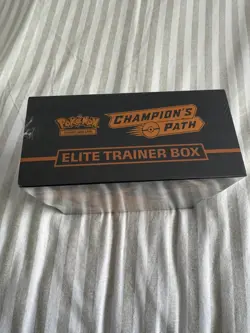 Pokémon
CHAMPION'S
PATH
ELITE TRAINER BOX